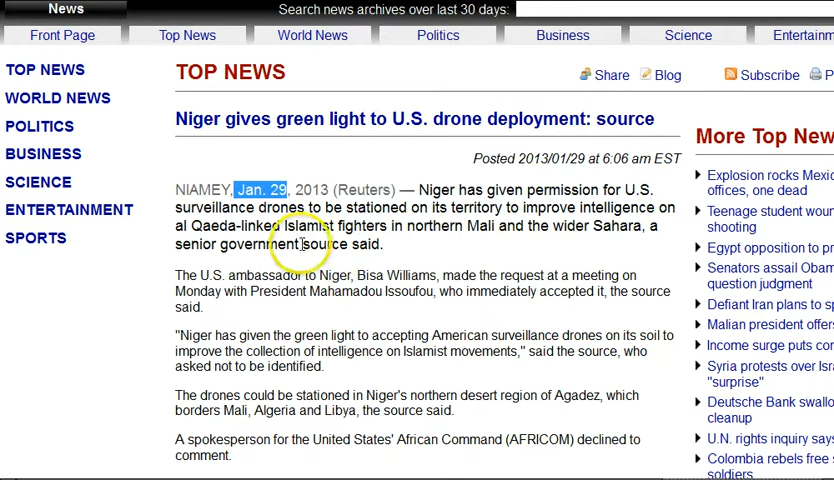 News
Search news archives over last 30 days:
Front Page
Top News
World News
Politics
Business
Science
TOP NEWS
WORLD NEWS
POLITICS
BUSINESS
SCIENCE
ENTERTAINMENT
SPORTS
TOP NEWS
Share
Blog
Subscribe
Niger gives green light to U.S. drone deployment: source
Posted 2013/01/29 at 6:06 am EST
NIAMEY, Jan. 29, 2013 (Reuters) — Niger has given permission for U.S.
surveillance drones to be stationed on its territory to improve intelligence on
al Qaeda-linked Islamist fighters in northern Mali and the wider Sahara, a
senior government source said.
The U.S. ambassador to Niger, Bisa Williams, made the request at a meeting on
Monday with President Mahamadou Issoufou, who immediately accepted it, the source
said.
"Niger has given the green light to accepting American surveillance drones on its soil to
improve the collection of intelligence on Islamist movements," said the source, who
asked not to be identified.
The drones could be stationed in Niger's northern desert region of Agadez, which
borders Mali, Algeria and Libya, the source said.
A spokesperson for the United States' African Command (AFRICOM) declined to
comment.
More Top New
Explosion rocks Mexic
offices, one dead
Teenage student woun
shooting
Egypt opposition to pr
Senators assail Obam
question judgment
Defiant Iran plans to sp
Malian president offers
Income surge puts con
Syria protests over Isra
"surprise"
Deutsche Bank swallo
cleanup
U.N. rights inquiry says
Colombia rebels free s
soldiers